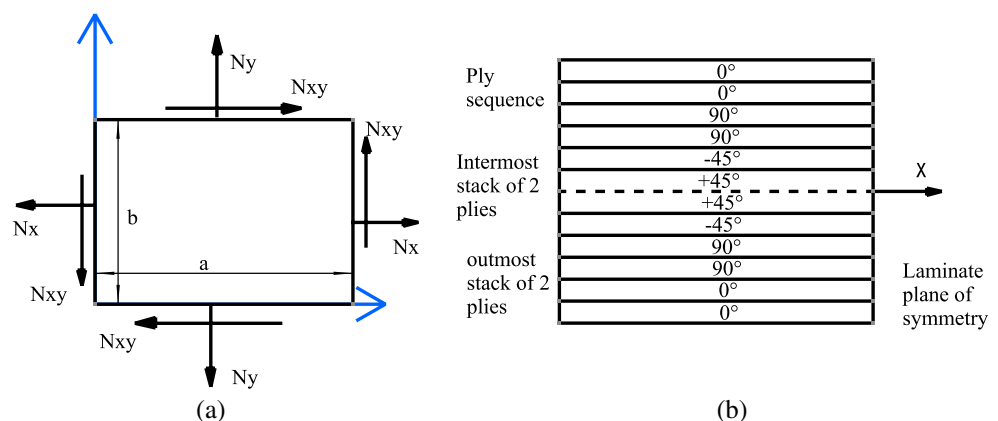 Ny
Nxy
Nxy
b
Nx
Nx
a
Nxy
Nxy
Ny
(a)
Ply
sequence
Intermost
stack of 2
plies
outmost
stack of 2
plies
0°
0°
90°
90°
-45°
+45°
+45°
-45°
90°
90°
0°
0°
X
Laminate
plane of
symmetry
(b)